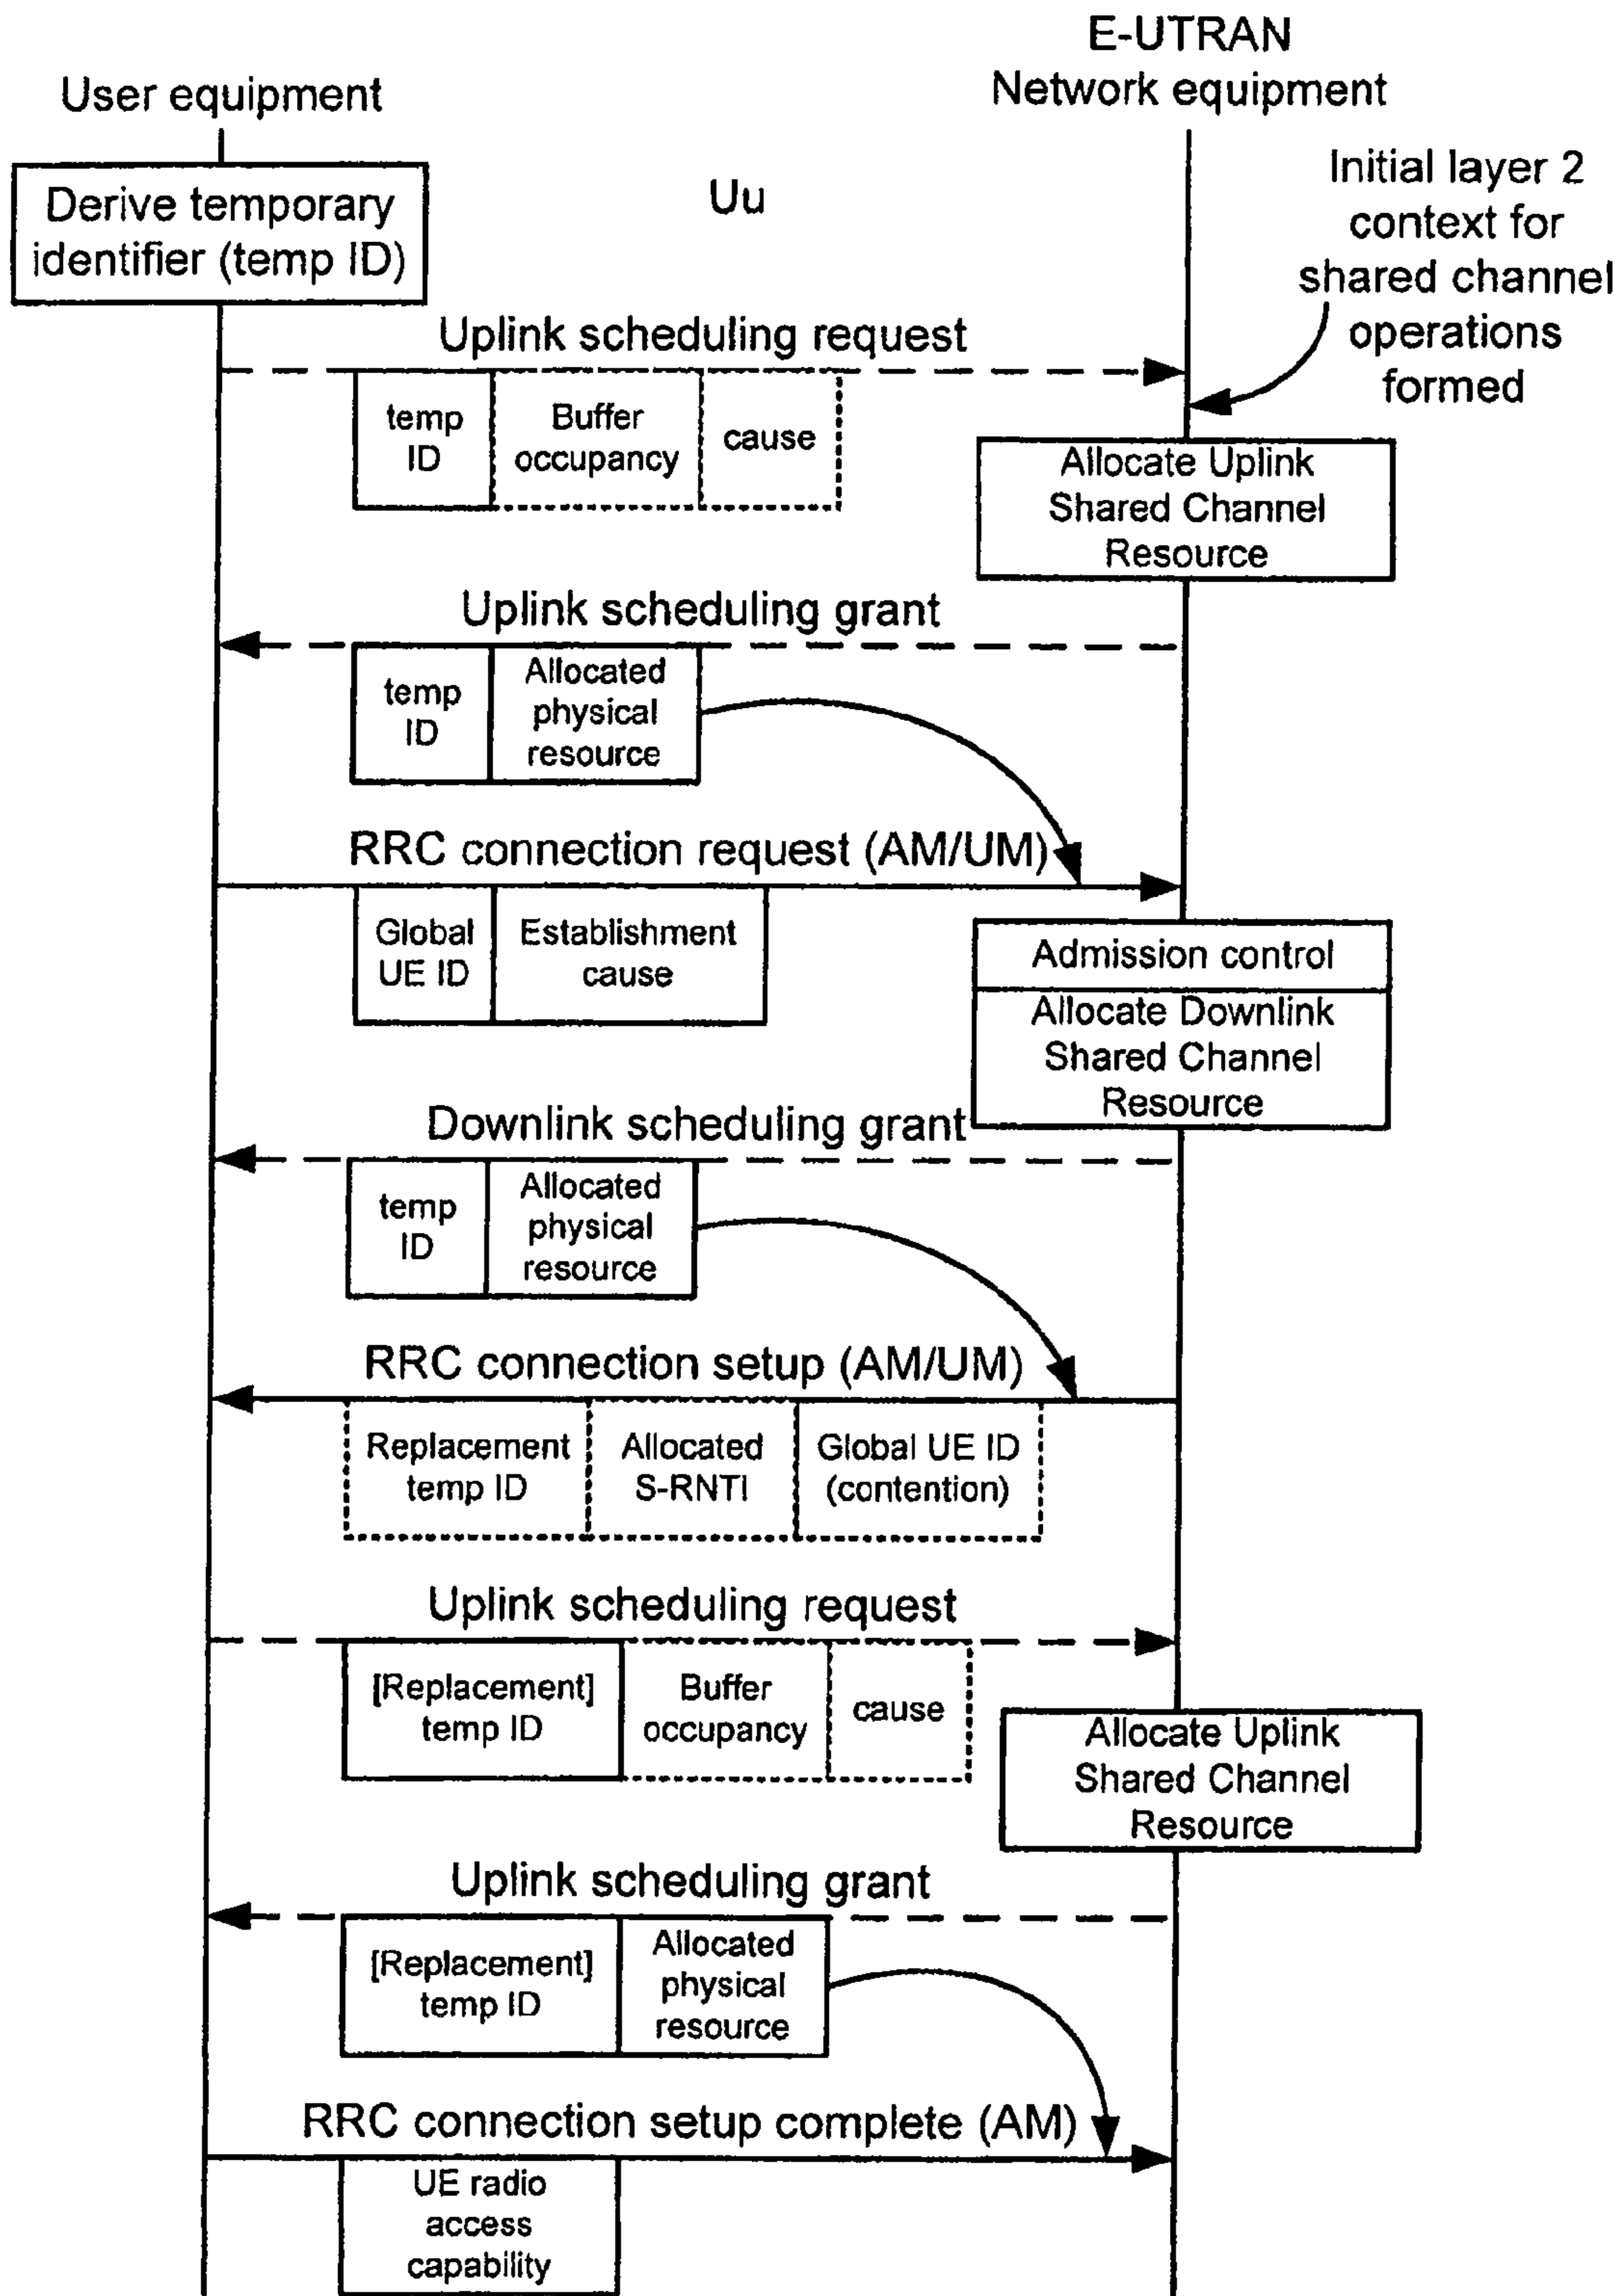 E-UTRAN
Network equipment
User equipment
Initial layer 2
context for
shared channel
operations
formed
Derive temporary
identifier (temp ID)
Uu
Uplink scheduling request
temp
ID
Buffer
occupancy
cause
Allocate Uplink
Shared Channel
Resource
Uplink scheduling grant
temp
ID
Allocated
physical
resource
RRC connection request (AM/UM)
Global
UE ID
Establishment
cause
Admission control
Allocate Downlink
Shared Channel
Resource
Downlink scheduling grant
temp
ID
Allocated
physical
resource
RRC connection setup (AM/UM)
Replacement
temp ID
Allocated
S-RNTI
Global UE ID
(contention)
Uplink scheduling request
[Replacement]
temp ID
Buffer
occupancy
cause
Allocate Uplink
Shared Channel
Resource
Uplink scheduling grant
[Replacement]
temp ID
Allocated
physical
resource
RRC connection setup complete (AM)
UE radio
access
capability